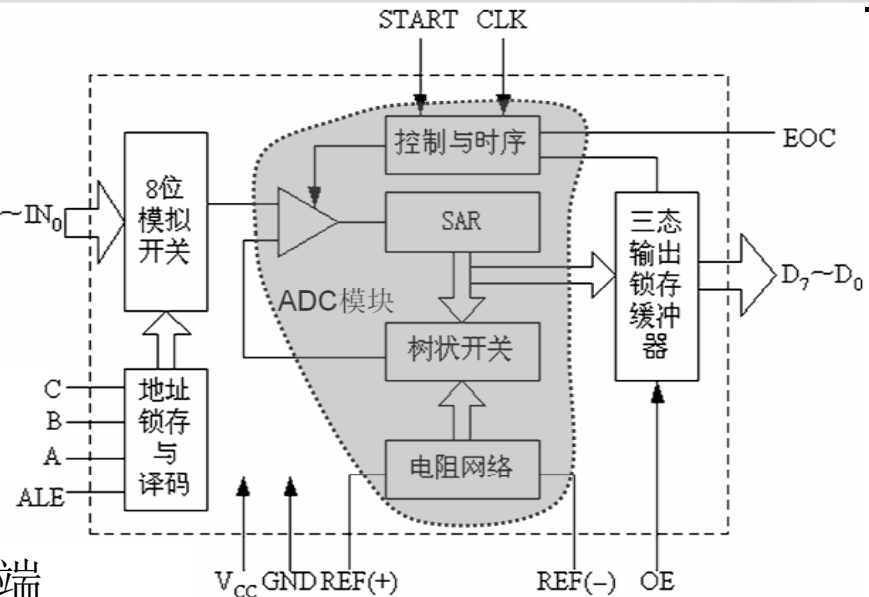 START CLK
控制与时序
EOC
8位
模拟
开关
~IN0
SAR
三态
输出
锁存
缓冲
器
D7~D0
ADC模块
树状开关
C
B
A
ALE
地址
锁存
与
译码
电阻网络
端
VCC GND REF(+) REF(–) OE